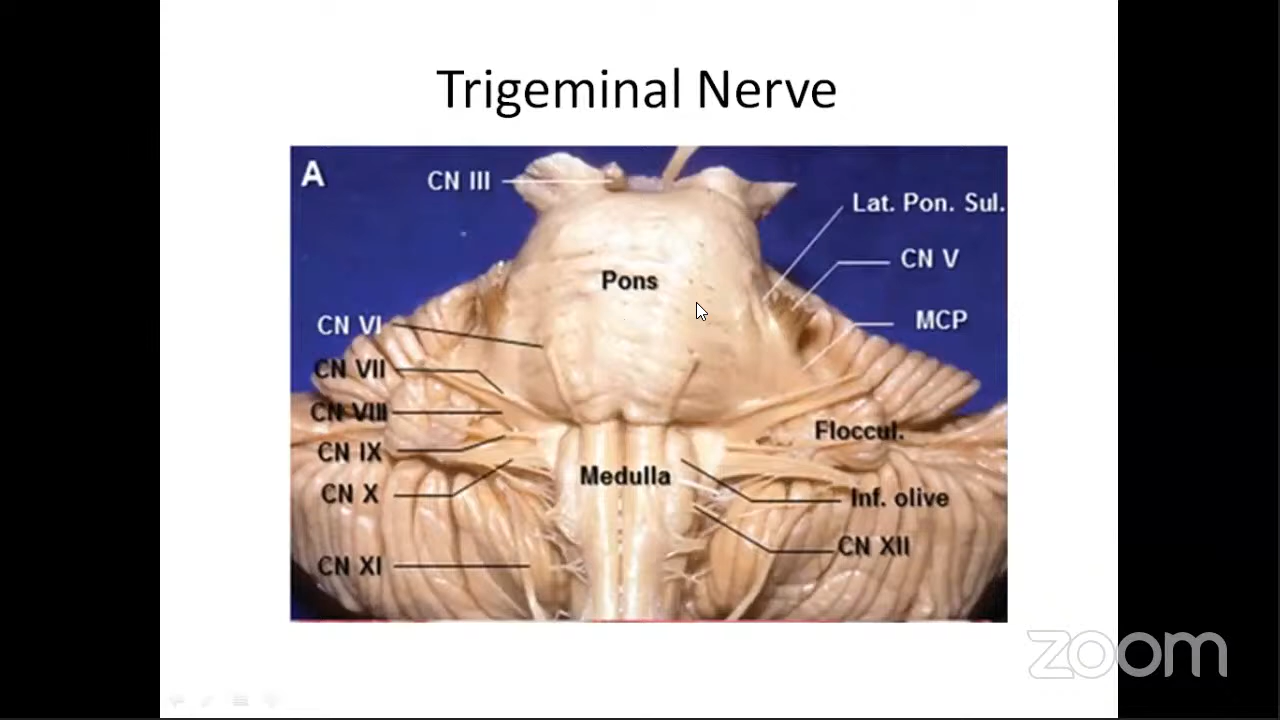 Trigeminal Nerve
A
CN III
Lat. Pon. Sul.
CN V
Pons
MCP
CN VI
CN VII
CN VIII
Floccul.
CN IX
Medulla
CN X
Inf. olive
CN XII
CN XI
zoom